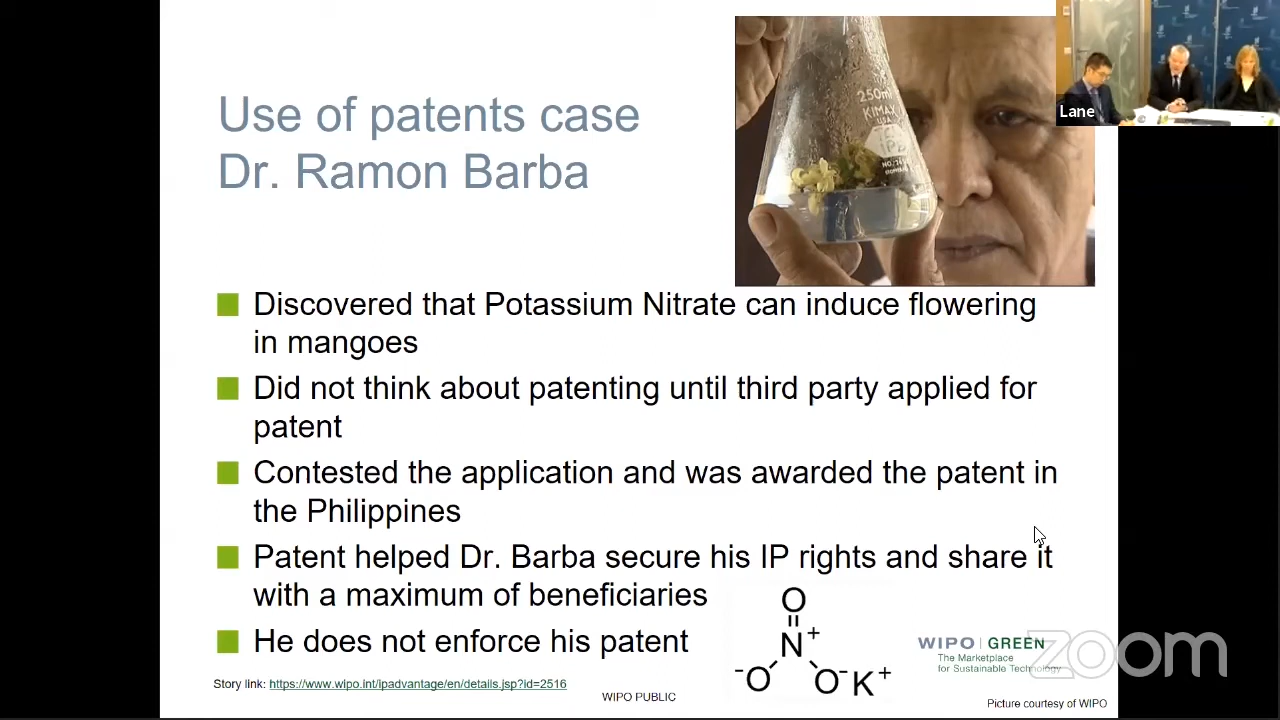 Use of patents case
Dr. Ramon Barba
250ml
KIMAX
USA
Lane
Discovered that Potassium Nitrate can induce flowering
in mangoes
Did not think about patenting until third party applied for
patent
Contested the application and was awarded the patent in
the Philippines
Patent helped Dr. Barba secure his IP rights and share it
with a maximum of beneficiaries
He does not enforce his patent
O
N+
-O O- K+
WIPO | GREEN
The Marketplace
for Sustainable Technology
zoom
Story link: https://www.wipo.int/ipadvantage/en/details.jsp?id=2516
WIPO PUBLIC
Picture courtesy of WIPO